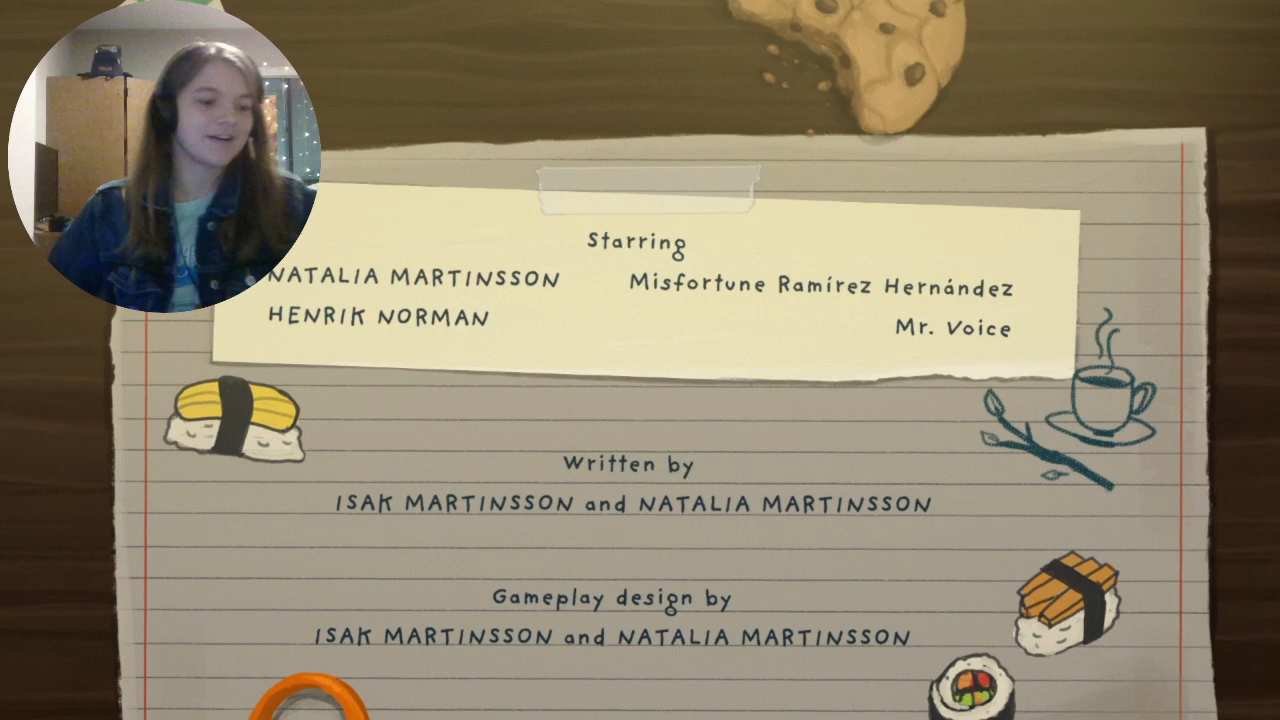 Starring
NATALIA MARTINSSON Misfortune Ramírez Hernández
HENRIK NORMAN Mr. Voice
Written by
ISAK MARTINSSON and NATALIA MARTINSSON
Gameplay design by
ISAK MARTINSSON and NATALIA MARTINSSON